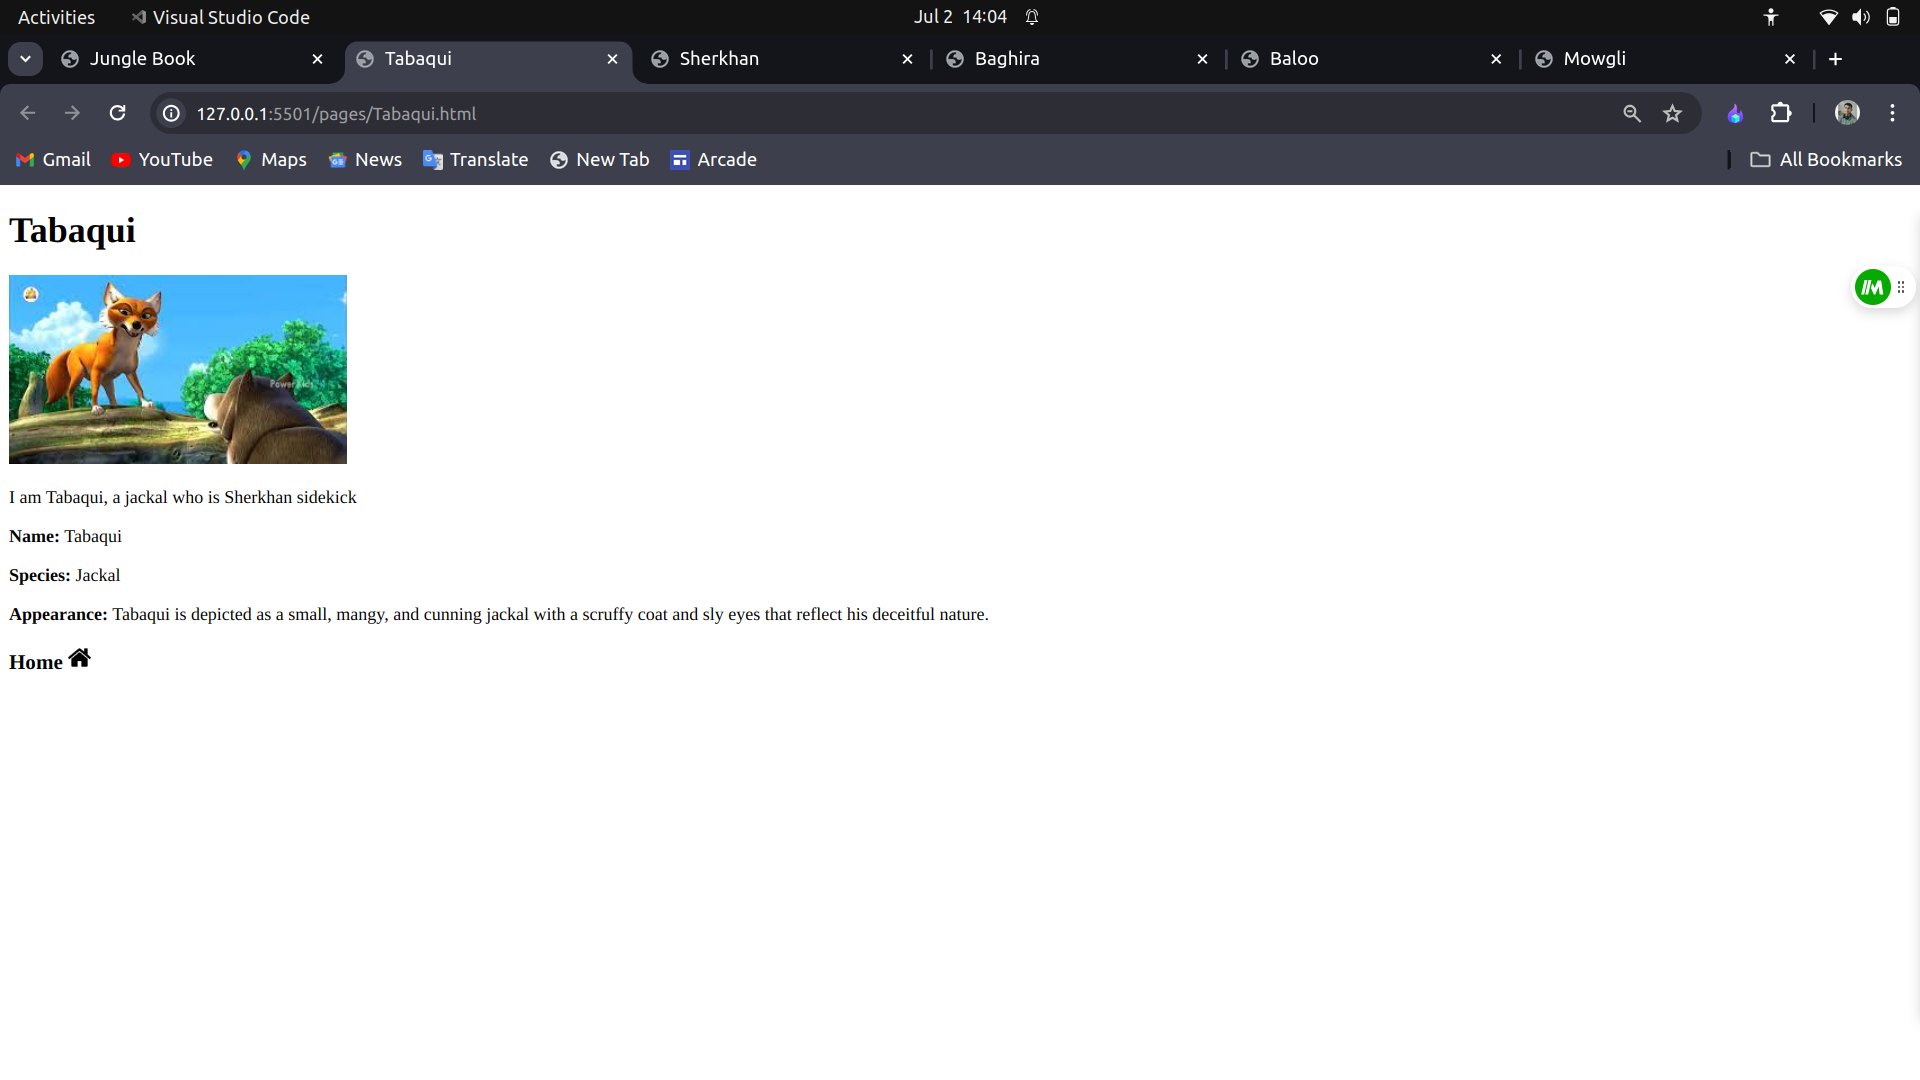 Activities Visual Studio Code Jul 2 14:04
Jungle Book Tabaqui Sherkhan Baghira Baloo Mowgli
127.0.0.1:5501/pages/Tabaqui.html
Gmail YouTube Maps News Translate New Tab Arcade All Bookmarks
Tabaqui
Power Kids
I am Tabaqui, a jackal who is Sherkhan sidekick
Name: Tabaqui
Species: Jackal
Appearance: Tabaqui is depicted as a small, mangy, and cunning jackal with a scruffy coat and sly eyes that reflect his deceitful nature.
Home